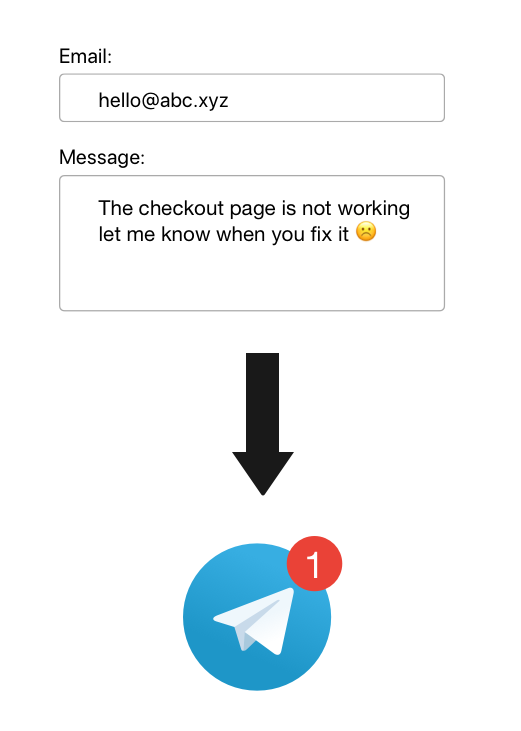 Email:
hello@abc.xyz
Message:
The checkout page is not working
let me know when you fix it ☹️
1